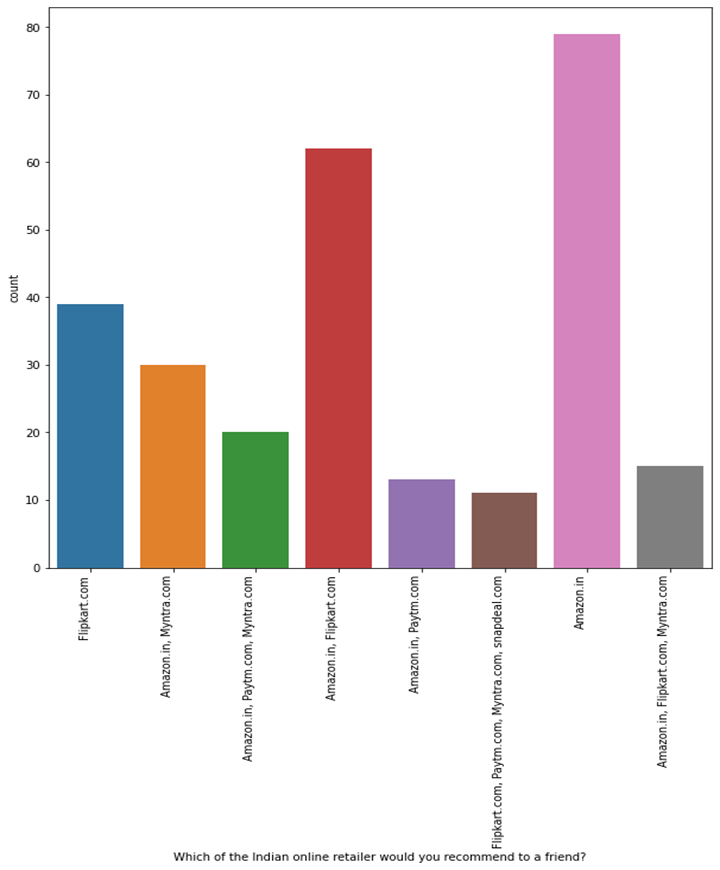 80
70
60
50
40
30
20
10
0
count
Flipkart.com
Amazon.in, Myntra.com
Amazon.in, Paytm.com, Myntra.com
Amazon.in, Flipkart.com
Amazon.in, Paytm.com
Flipkart.com, Paytm.com, Myntra.com, snapdeal.com
Amazon.in
Amazon.in, Flipkart.com, Myntra.com
Which of the Indian online retailer would you recommend to a friend?